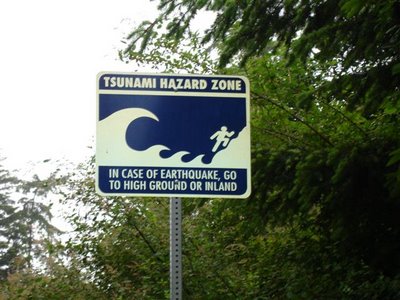 TSUNAMI HAZARD ZONE
IN CASE OF EARTHQUAKE, GO
TO HIGH GROUND OR INLAND